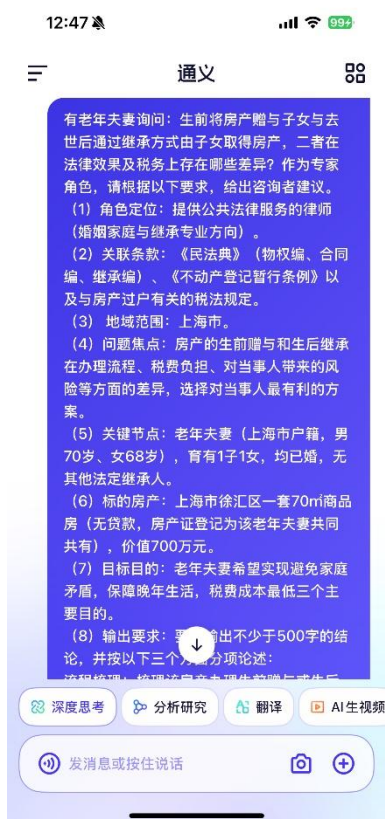 12:47
99+
通义
有老年夫妻询问：生前将房产赠与子女与去
世后通过继承方式由子女取得房产，二者在
法律效果及税务上存在哪些差异？作为专家
角色，请根据以下要求，给出咨询者建议。
（1）角色定位：提供公共法律服务的律师
（婚姻家庭与继承专业方向）。
（2）关联条款：《民法典》（物权编、合同
编、继承编）、《不动产登记暂行条例》以
及与房产过户有关的税法规定。
（3） 地域范围：上海市。
（4）问题焦点：房产的生前赠与和生后继承
在办理流程、税费负担、对当事人带来的风
险等方面的差异，选择对当事人最有利的方
案。
（5）关键节点：老年夫妻（上海市户籍，男
70岁、女68岁），育有1子1女，均已婚，无
其他法定继承人。
（6）标的房产：上海市徐汇区一套70㎡商品
房（无贷款，房产证登记为该老年夫妻共同
共有），价值700万元。
（7）目标目的：老年夫妻希望实现避免家庭
矛盾，保障晚年生活，税费成本最低三个主
要目的。
（8）输出要求：出不少于500字的结
论，并按以下三个分项论述：
深度思考
分析研究
翻译
AI生视频
发消息或按住说话